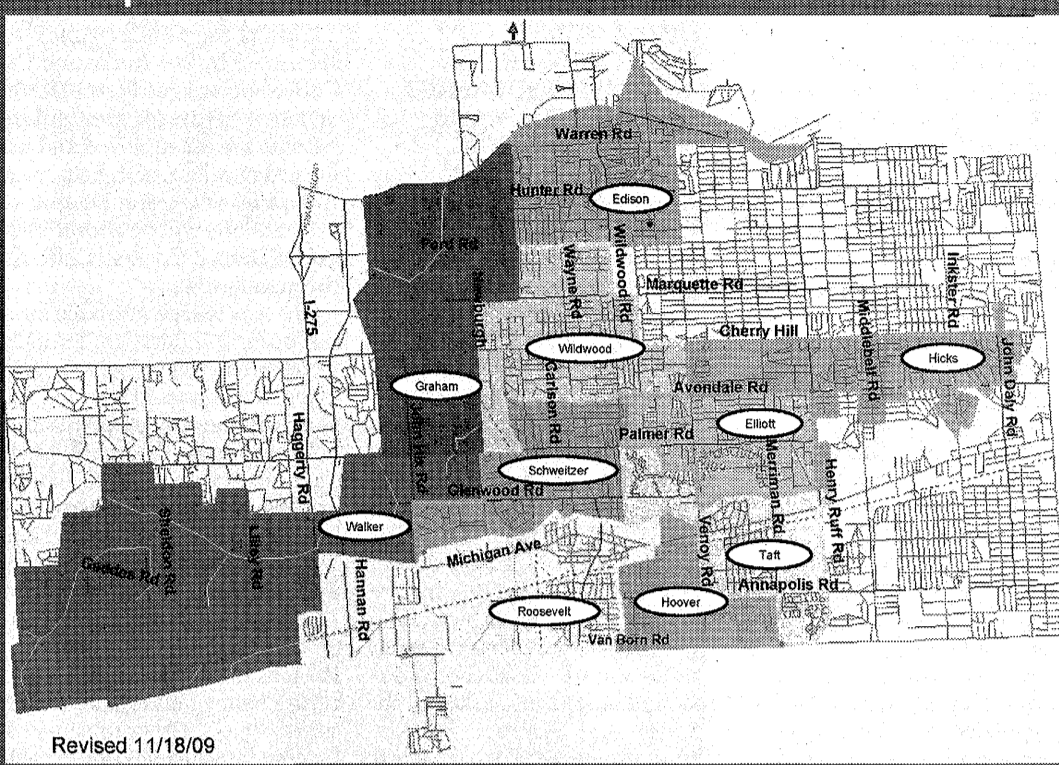 Warren Rd
Hunter Rd
Edison
Ford Rd
Wayne Rd
Wildwood Rd
Newburgh
Marquette Rd
Inkster Rd
I-275
Cherry Hill
Middlebelt Rd
Wildwood
Hicks
John Daly Rd
Graham
Carlson Rd
Avondale Rd
Haggerty Rd
John Hix Rd
Palmer Rd
Elliott
Merriman Rd
Henry Ruff Rd
Schweitzer
Glenwood Rd
Sheldon Rd
Lilley Rd
Walker
Michigan Ave
Venoy Rd
Taft
Geddes Rd
Hannan Rd
Annapolis Rd
Roosevelt
Hoover
Van Born Rd
Revised 11/18/09